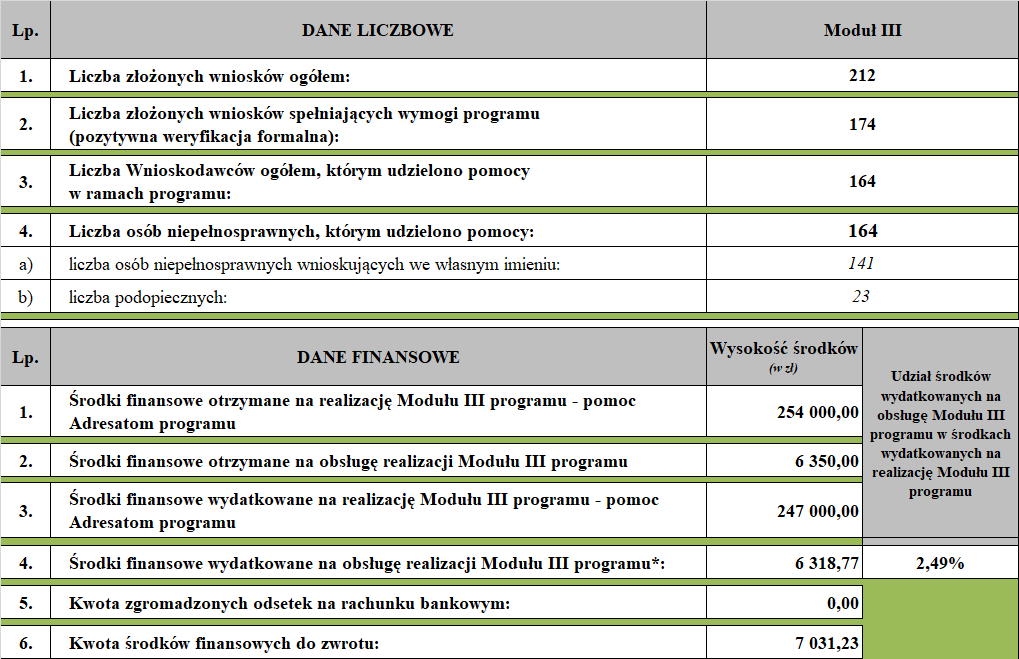 Lp. DANE LICZBOWE Moduł III
1. Liczba złożonych wniosków ogółem: 212
2. Liczba złożonych wniosków spełniających wymogi programu
(pozytywna weryfikacja formalna): 174
3. Liczba Wnioskodawców ogółem, którym udzielono pomocy
w ramach programu: 164
4. Liczba osób niepełnosprawnych, którym udzielono pomocy: 164
a) liczba osób niepełnosprawnych wnioskujących we własnym imieniu: 141
b) liczba podopiecznych: 23
Lp. DANE FINANSOWE Wysokość środków
(w zł)
Udział środków
wydatkowanych na
obsługę Modułu III
programu w środkach
wydatkowanych na
realizację Modułu III
programu
1. Środki finansowe otrzymane na realizację Modułu III programu - pomoc
Adresatom programu 254 000,00
2. Środki finansowe otrzymane na obsługę realizacji Modułu III programu 6 350,00
3. Środki finansowe wydatkowane na realizację Modułu III programu - pomoc
Adresatom programu 247 000,00
4. Środki finansowe wydatkowane na obsługę realizacji Modułu III programu*: 6 318,77 2,49%
5. Kwota zgromadzonych odsetek na rachunku bankowym: 0,00
6. Kwota środków finansowych do zwrotu: 7 031,23